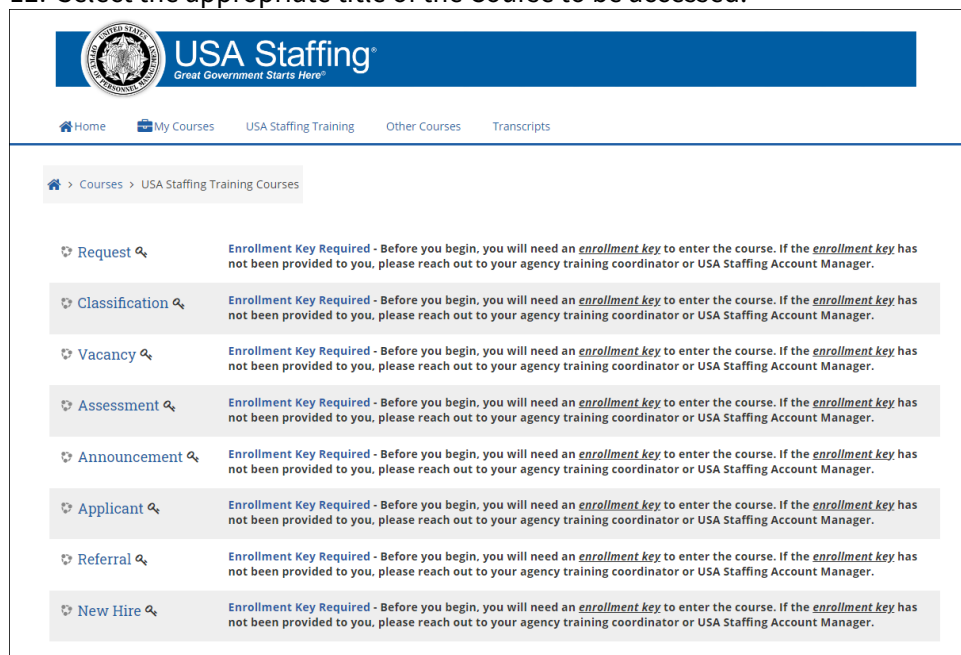 12. Select the appropriate title of the Course to be accessed.
UNITED STATES
OFFICE OF PERSONNEL MANAGEMENT
USA Staffing®
Great Government Starts Here®
Home My Courses USA Staffing Training Other Courses Transcripts
> Courses > USA Staffing Training Courses
Request Enrollment Key Required - Before you begin, you will need an enrollment key to enter the course. If the enrollment key has
not been provided to you, please reach out to your agency training coordinator or USA Staffing Account Manager.
Classification Enrollment Key Required - Before you begin, you will need an enrollment key to enter the course. If the enrollment key has
not been provided to you, please reach out to your agency training coordinator or USA Staffing Account Manager.
Vacancy Enrollment Key Required - Before you begin, you will need an enrollment key to enter the course. If the enrollment key has
not been provided to you, please reach out to your agency training coordinator or USA Staffing Account Manager.
Assessment Enrollment Key Required - Before you begin, you will need an enrollment key to enter the course. If the enrollment key has
not been provided to you, please reach out to your agency training coordinator or USA Staffing Account Manager.
Announcement Enrollment Key Required - Before you begin, you will need an enrollment key to enter the course. If the enrollment key has
not been provided to you, please reach out to your agency training coordinator or USA Staffing Account Manager.
Applicant Enrollment Key Required - Before you begin, you will need an enrollment key to enter the course. If the enrollment key has
not been provided to you, please reach out to your agency training coordinator or USA Staffing Account Manager.
Referral Enrollment Key Required - Before you begin, you will need an enrollment key to enter the course. If the enrollment key has
not been provided to you, please reach out to your agency training coordinator or USA Staffing Account Manager.
New Hire Enrollment Key Required - Before you begin, you will need an enrollment key to enter the course. If the enrollment key has
not been provided to you, please reach out to your agency training coordinator or USA Staffing Account Manager.